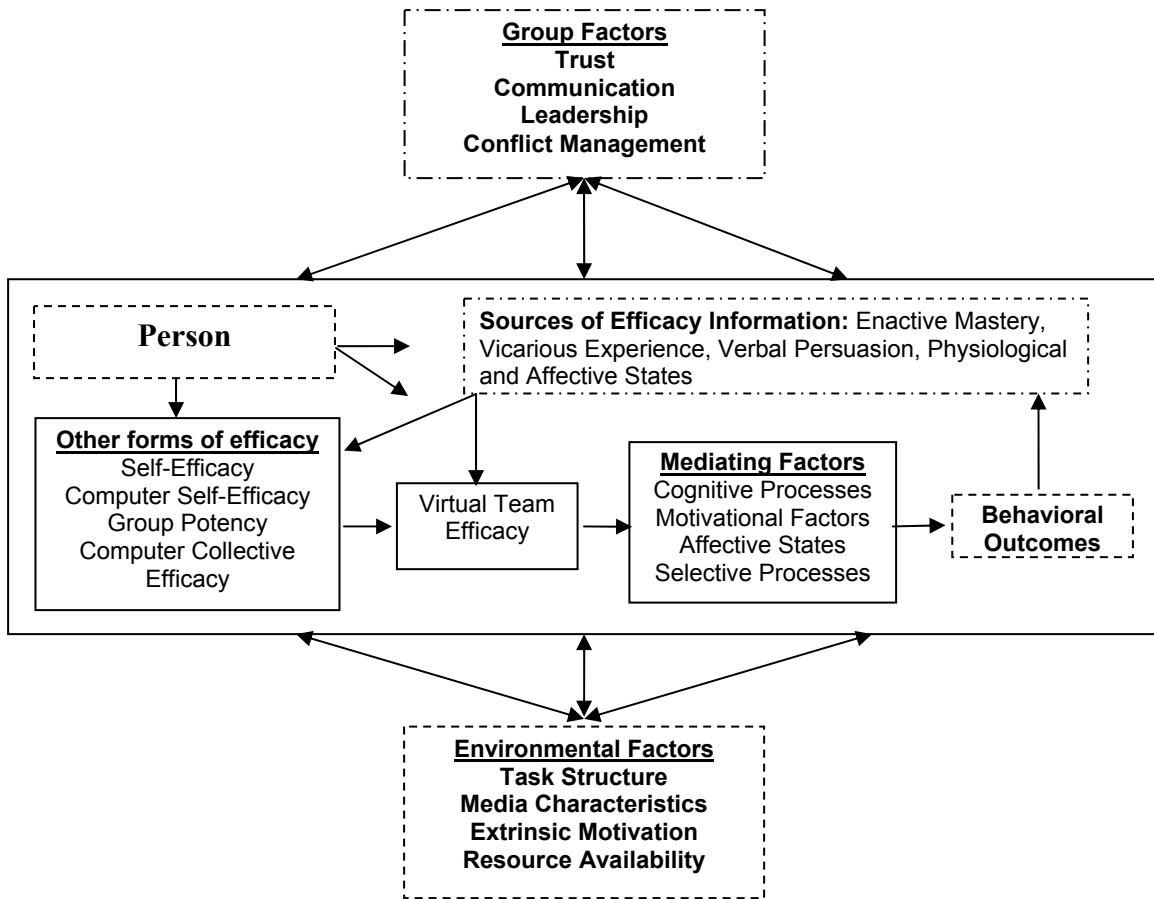 Group Factors
Trust
Communication
Leadership
Conflict Management
Person
Sources of Efficacy Information: Enactive Mastery,
Vicarious Experience, Verbal Persuasion, Physiological
and Affective States
Other forms of efficacy
Self-Efficacy
Computer Self-Efficacy
Group Potency
Computer Collective
Efficacy
Virtual Team
Efficacy
Mediating Factors
Cognitive Processes
Motivational Factors
Affective States
Selective Processes
Behavioral
Outcomes
Environmental Factors
Task Structure
Media Characteristics
Extrinsic Motivation
Resource Availability